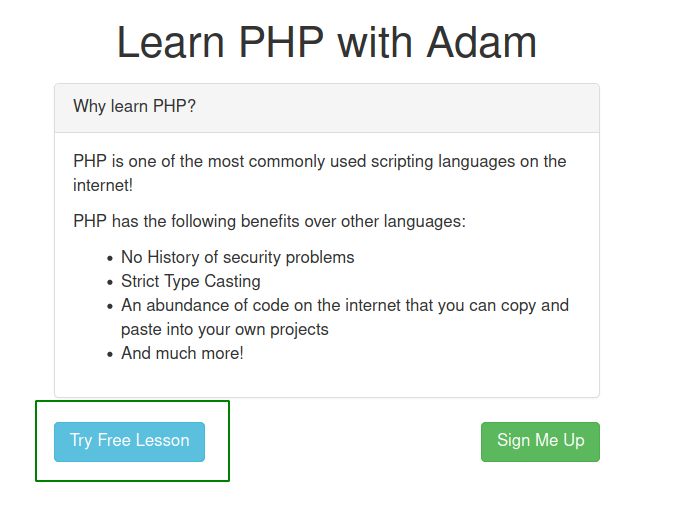 Learn PHP with Adam
Why learn PHP?
PHP is one of the most commonly used scripting languages on the
internet!
PHP has the following benefits over other languages:
• No History of security problems
• Strict Type Casting
• An abundance of code on the internet that you can copy and
paste into your own projects
• And much more!
Try Free Lesson
Sign Me Up